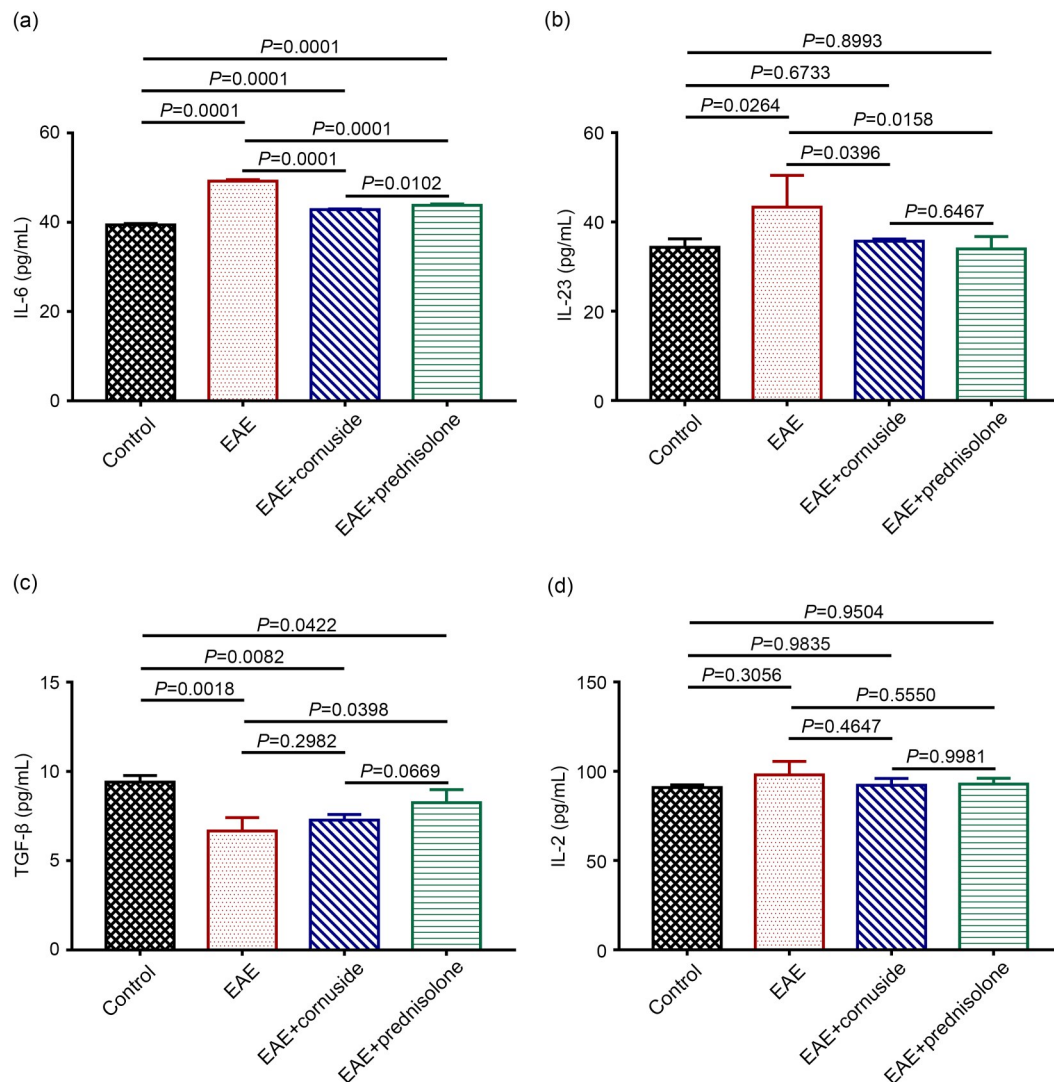 (a)
P=0.0001
P=0.0001
P=0.0001
P=0.0001
P=0.0001
P=0.0102
60
40
20
0
IL-6 (pg/mL)
Control
EAE
EAE+cornuside
EAE+prednisolone
(b)
P=0.8993
P=0.6733
P=0.0264
P=0.0158
P=0.0396
P=0.6467
60
40
20
0
IL-23 (pg/mL)
Control
EAE
EAE+cornuside
EAE+prednisolone
(c)
P=0.0422
P=0.0082
P=0.0018
P=0.0398
P=0.2982
P=0.0669
15
10
5
0
TGF-β (pg/mL)
Control
EAE
EAE+cornuside
EAE+prednisolone
(d)
P=0.9504
P=0.9835
P=0.3056
P=0.5550
P=0.4647
P=0.9981
150
100
50
0
IL-2 (pg/mL)
Control
EAE
EAE+cornuside
EAE+prednisolone